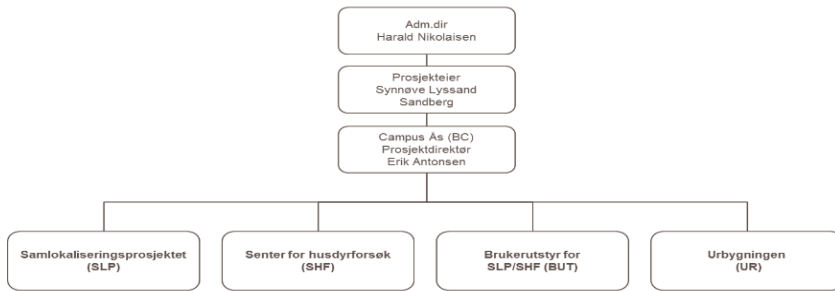 Adm.dir
Harald Nikolaisen
Prosjekteier
Synnøve Lyssand
Sandberg
Campus Ås (BC)
Prosjektdirektør
Erik Antonsen
Samlokaliseringsprosjektet
(SLP)
Senter for husdyrforsøk
(SHF)
Brukerutstyr for
SLP/SHF (BUT)
Urbygningen
(UR)